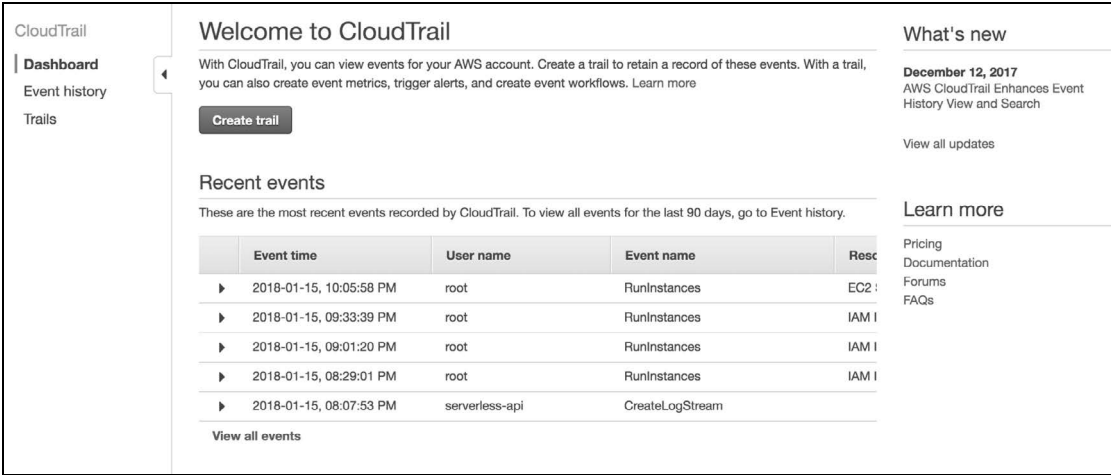 CloudTrail
Dashboard
Event history
Trails
Welcome to CloudTrail
With CloudTrail, you can view events for your AWS account. Create a trail to retain a record of these events. With a trail,
you can also create event metrics, trigger alerts, and create event workflows. Learn more
Create trail
Recent events
These are the most recent events recorded by CloudTrail. To view all events for the last 90 days, go to Event history.
Event time User name Event name Reso
2018-01-15, 10:05:58 PM root RunInstances EC2
2018-01-15, 09:33:39 PM root RunInstances IAM I
2018-01-15, 09:01:20 PM root RunInstances IAM I
2018-01-15, 08:29:01 PM root RunInstances IAM I
2018-01-15, 08:07:53 PM serverless-api CreateLogStream
View all events
What's new
December 12, 2017
AWS CloudTrail Enhances Event
History View and Search
View all updates
Learn more
Pricing
Documentation
Forums
FAQs